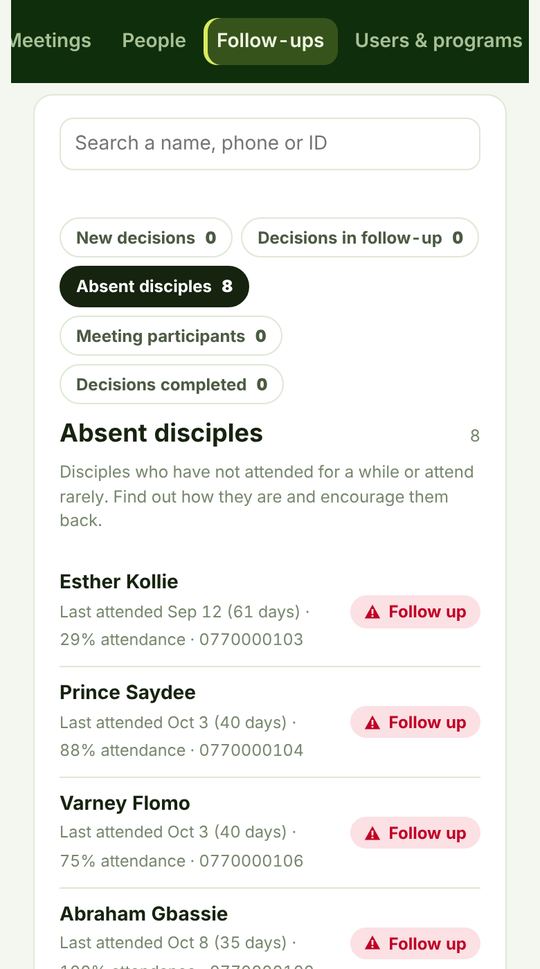 Meetings People Follow-ups Users & programs
Search a name, phone or ID
New decisions 0 Decisions in follow-up 0
Absent disciples 8
Meeting participants 0
Decisions completed 0
Absent disciples 8
Disciples who have not attended for a while or attend
rarely. Find out how they are and encourage them
back.
Esther Kollie
Last attended Sep 12 (61 days) ·
29% attendance · 0770000103
Follow up
Prince Saydee
Last attended Oct 3 (40 days) ·
88% attendance · 0770000104
Follow up
Varney Flomo
Last attended Oct 3 (40 days) ·
75% attendance · 0770000106
Follow up
Abraham Gbassie
Last attended Oct 8 (35 days) ·
Follow up